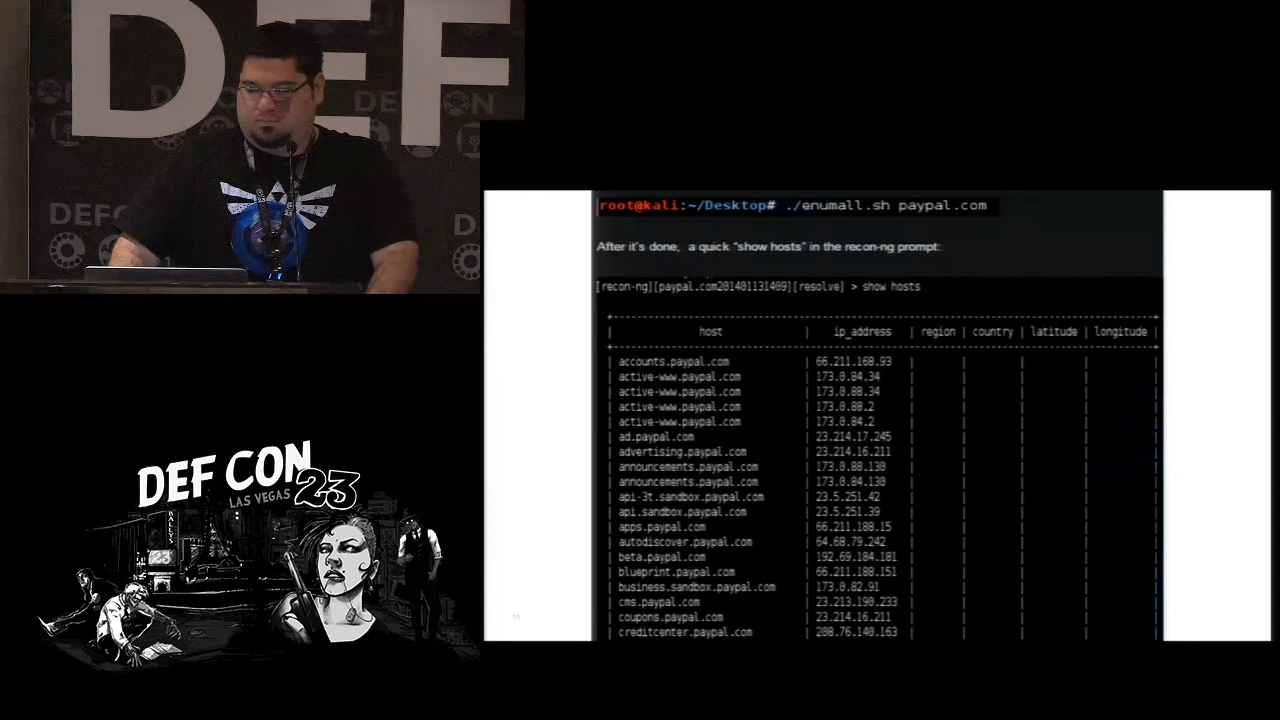 DEF
DEF CON
DEF CON
23
LAS VEGAS
BALLYS
root@kali:~/Desktop# ./enumall.sh paypal.com
After it's done, a quick "show hosts" in the recon-ng prompt:
[recon-ng][paypal.com201401131409][resolve] > show hosts
| host | ip_address | region | country | latitude | longitude |
| accounts.paypal.com | 66.211.168.93
| active-www.paypal.com | 173.0.84.34
| active-www.paypal.com | 173.0.88.34
| active-www.paypal.com | 173.0.88.2
| active-www.paypal.com | 173.0.84.2
| ad.paypal.com | 23.214.17.245
| advertising.paypal.com | 23.214.16.211
| announcements.paypal.com | 173.0.88.130
| announcements.paypal.com | 173.0.84.130
| api-3t.sandbox.paypal.com | 23.5.251.42
| api.sandbox.paypal.com | 23.5.251.39
| apps.paypal.com | 66.211.188.15
| autodiscover.paypal.com | 64.68.79.242
| beta.paypal.com | 192.69.184.181
| blueprint.paypal.com | 66.211.188.151
| business.sandbox.paypal.com | 173.0.82.91
| cms.paypal.com | 23.213.190.233
| coupons.paypal.com | 23.214.16.211
| creditcenter.paypal.com | 208.76.140.163
11